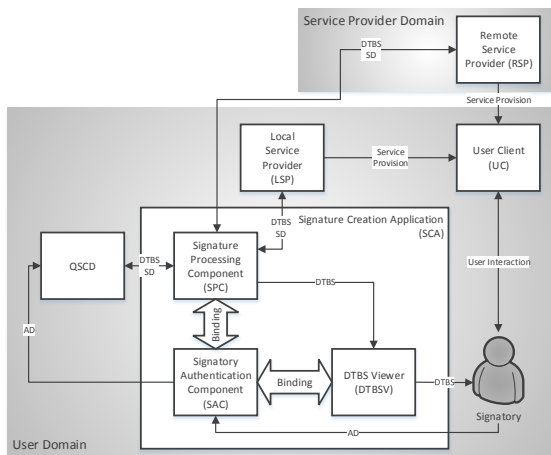 Service Provider Domain
DTBS
SD
Remote
Service
Provider (RSP)
Service Provision
Local
Service
Provider
(LSP)
Service
Provision
User Client
(UC)
DTBS
SD
Signature Creation Application
(SCA)
QSCD
DTBS
SD
Signature
Processing
Component
(SPC)
User Interaction
DTBS
AD
Binding
Signatory
Authentication
Component
(SAC)
Binding
DTBS Viewer
(DTBSV)
DTBS
Signatory
AD
User Domain